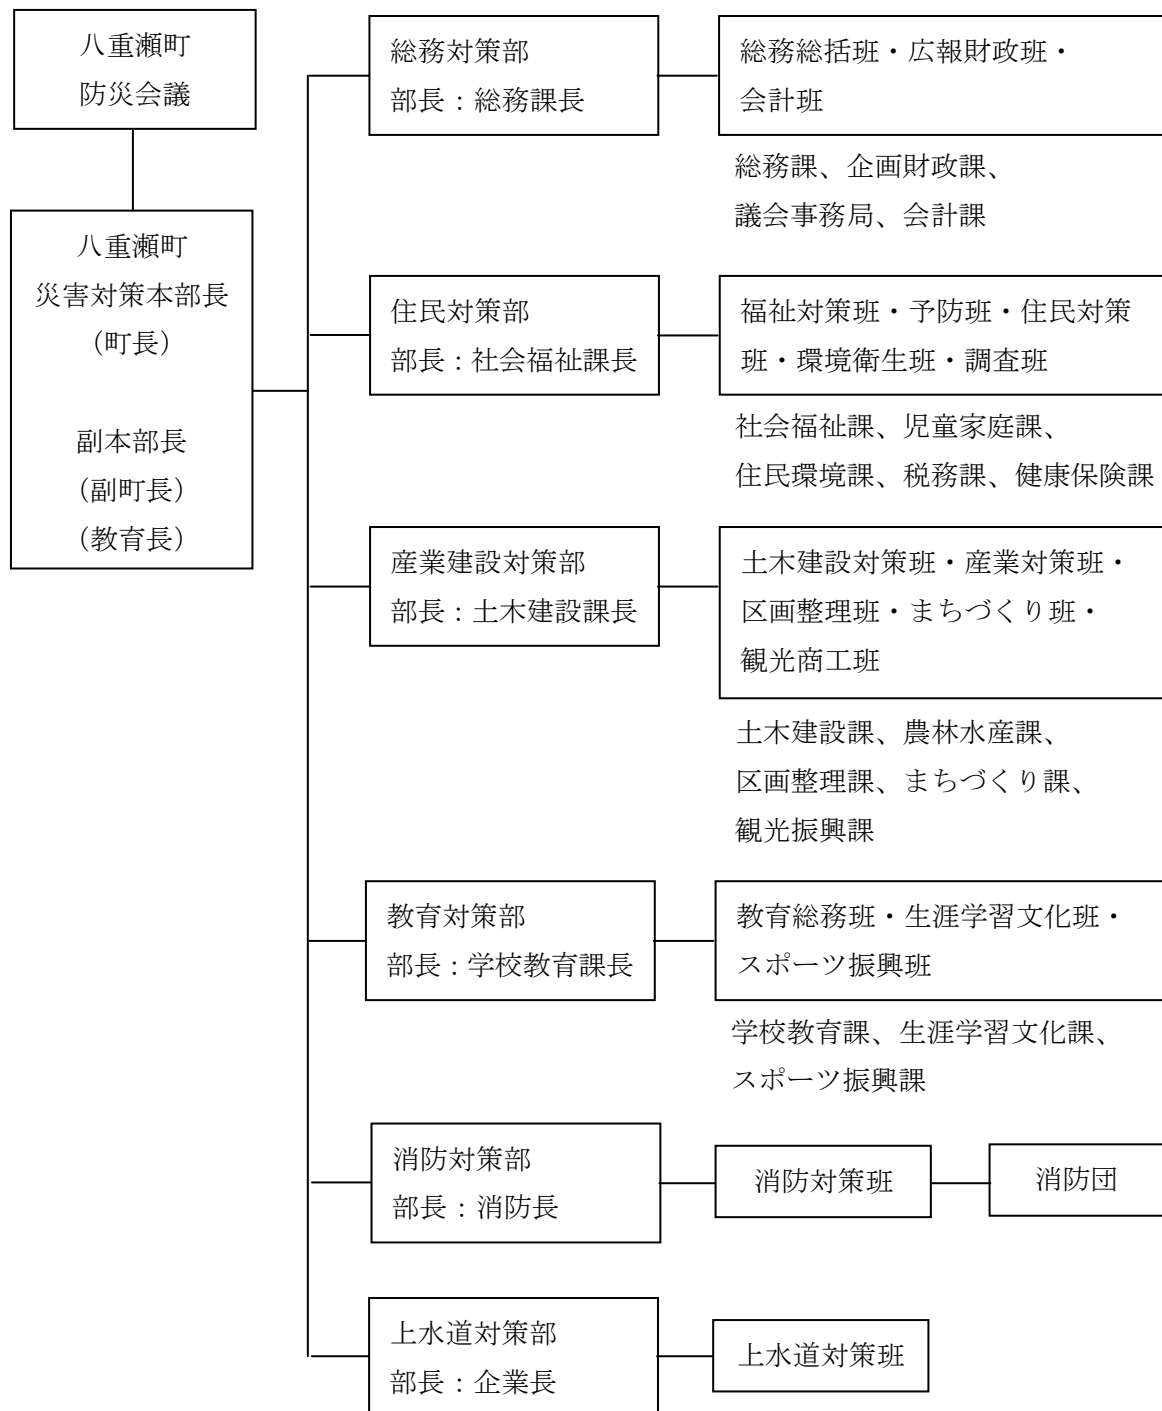 八重瀬町
防災会議
八重瀬町
災害対策本部長
（町長）
副本部長
（副町長）
（教育長）
総務対策部
部長：総務課長
総務総括班・広報財政班・
会計班
総務課、企画財政課、
議会事務局、会計課
住民対策部
部長：社会福祉課長
福祉対策班・予防班・住民対策
班・環境衛生班・調査班
社会福祉課、児童家庭課、
住民環境課、税務課、健康保険課
産業建設対策部
部長：土木建設課長
土木建設対策班・産業対策班・
区画整理班・まちづくり班・
観光商工班
土木建設課、農林水産課、
区画整理課、まちづくり課、
観光振興課
教育対策部
部長：学校教育課長
教育総務班・生涯学習文化班・
スポーツ振興班
学校教育課、生涯学習文化課、
スポーツ振興課
消防対策部
部長：消防長
消防対策班
消防団
上水道対策部
部長：企業長
上水道対策班